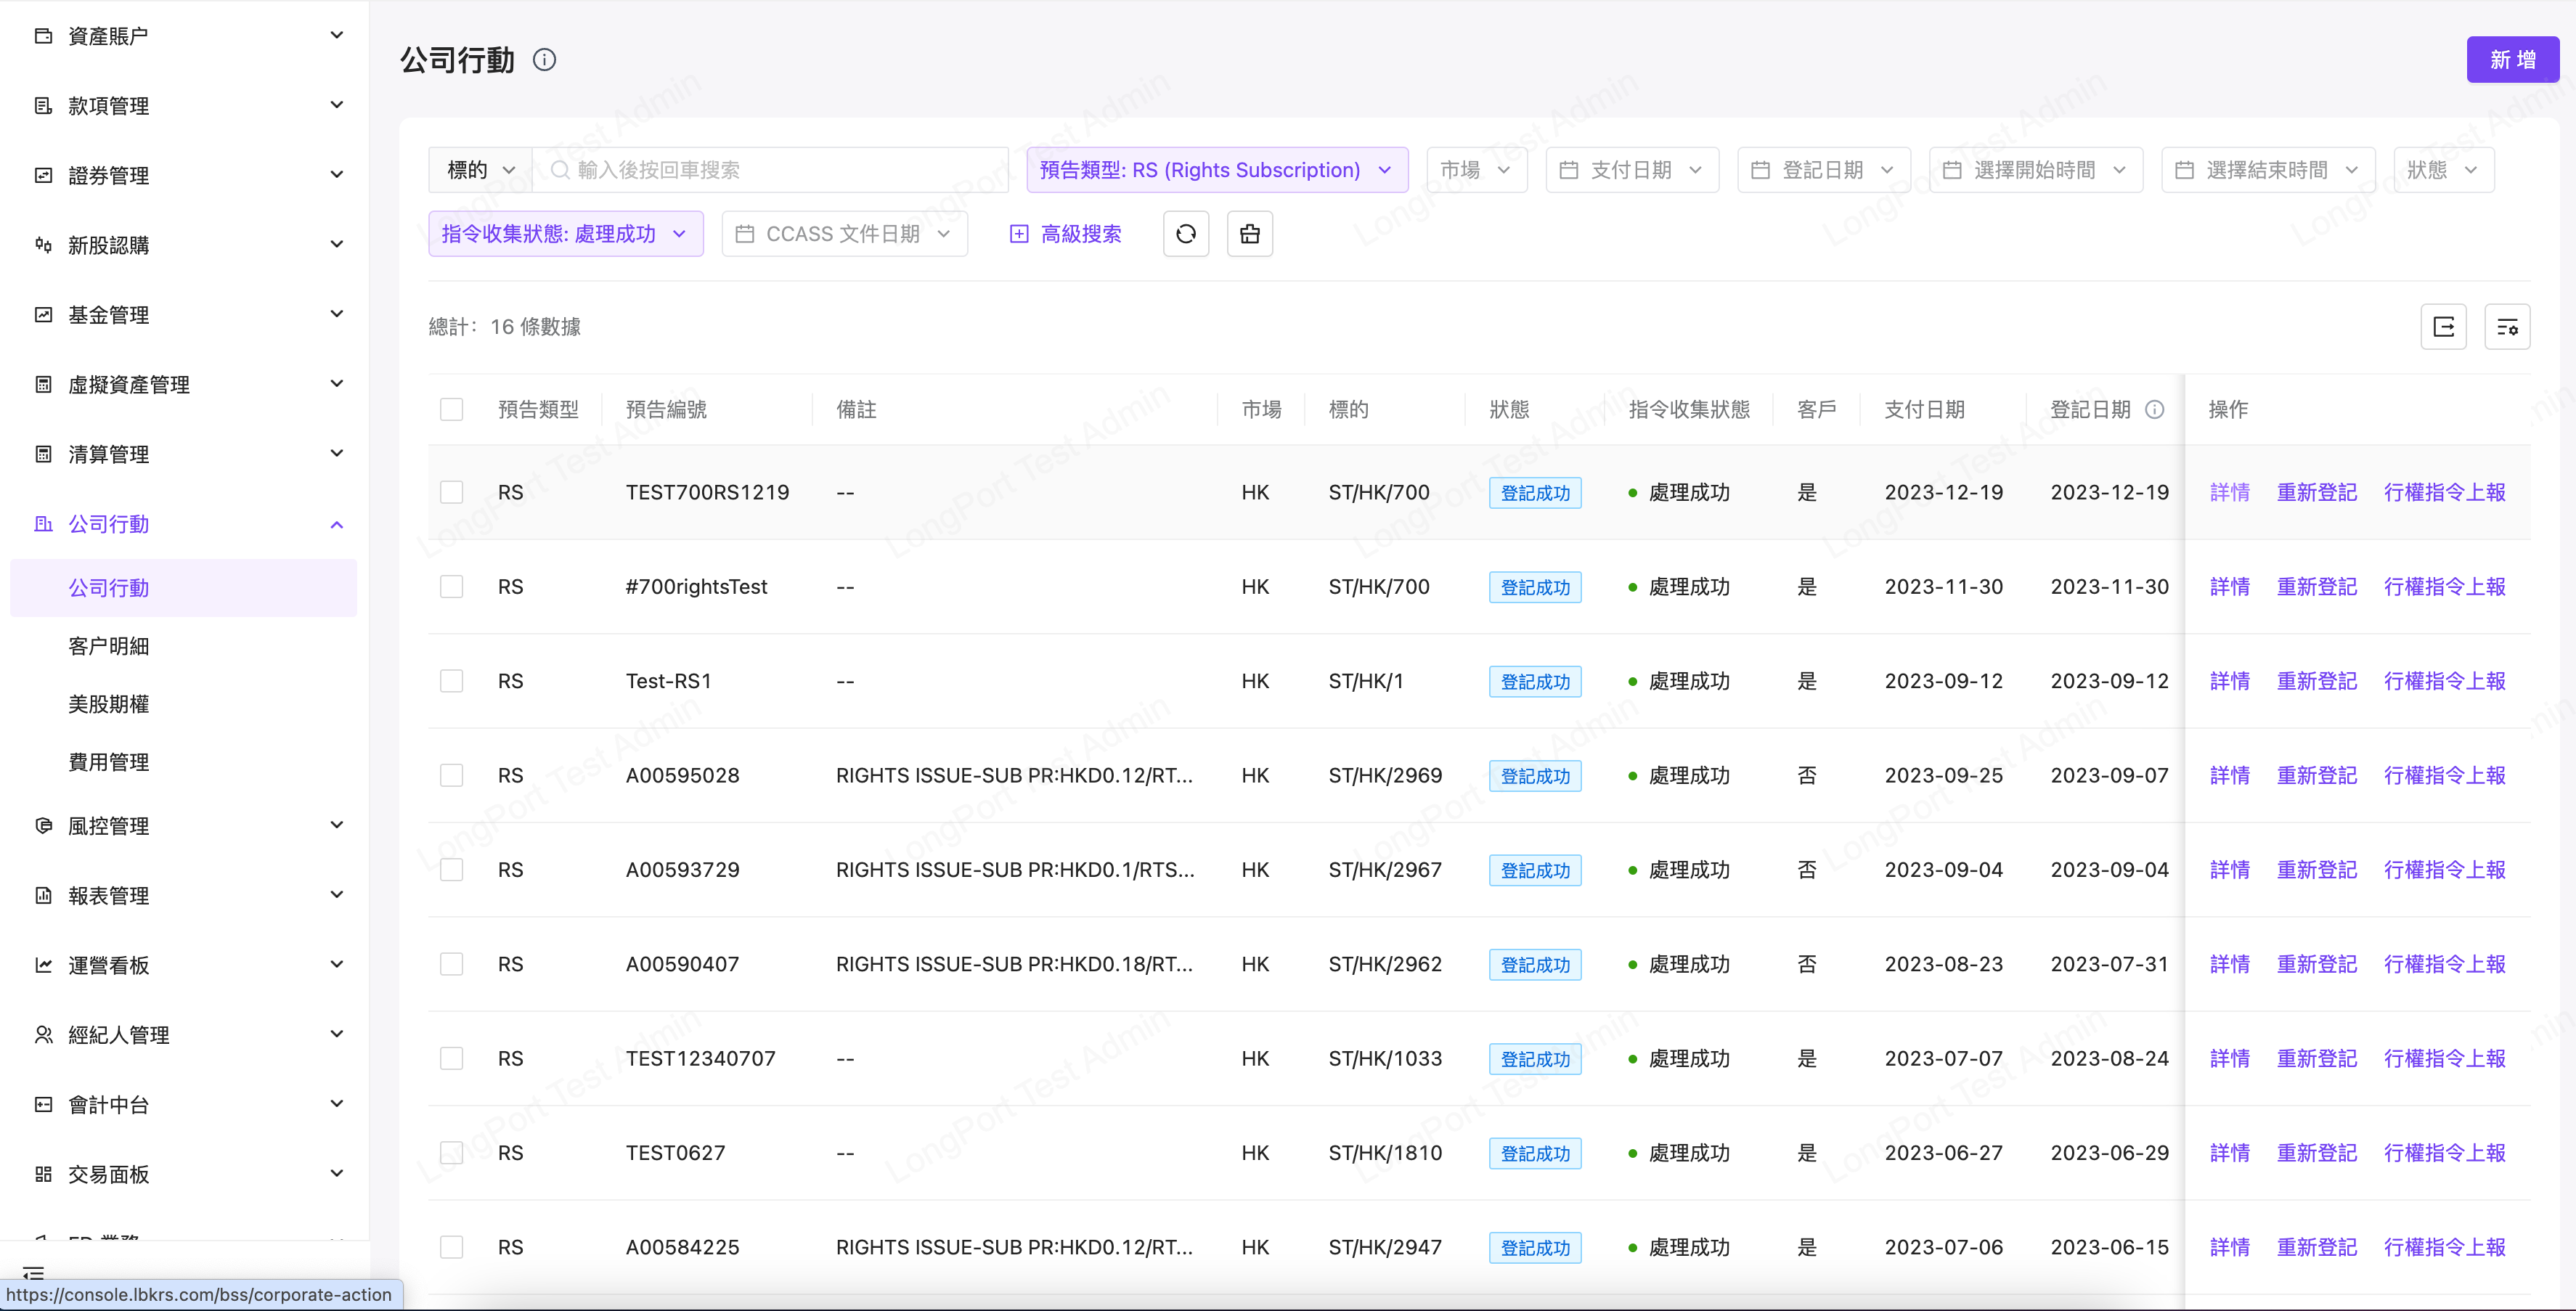 資產賬户
款項管理
證券管理
新股認購
基金管理
虛擬資產管理
清算管理
公司行動
公司行動
客户明細
美股期權
費用管理
風控管理
報表管理
運營看板
經紀人管理
會計中台
交易面板
https://console.lbkrs.com/bss/corporate-action
公司行動
新 增
標的 輸入後按回車搜索 預告類型: RS (Rights Subscription) 市場 支付日期 登記日期 選擇開始時間 選擇結束時間 狀態
指令收集狀態: 處理成功 CCASS 文件日期 高級搜索
總計： 16 條數據
預告類型 預告編號 備註 市場 標的 狀態 指令收集狀態 客戶 支付日期 登記日期 操作
RS TEST700RS1219 -- HK ST/HK/700 登記成功 處理成功 是 2023-12-19 2023-12-19 詳情 重新登記 行權指令上報
RS #700rightsTest -- HK ST/HK/700 登記成功 處理成功 是 2023-11-30 2023-11-30 詳情 重新登記 行權指令上報
RS Test-RS1 -- HK ST/HK/1 登記成功 處理成功 是 2023-09-12 2023-09-12 詳情 重新登記 行權指令上報
RS A00595028 RIGHTS ISSUE-SUB PR:HKD0.12/RT... HK ST/HK/2969 登記成功 處理成功 否 2023-09-25 2023-09-07 詳情 重新登記 行權指令上報
RS A00593729 RIGHTS ISSUE-SUB PR:HKD0.1/RTS... HK ST/HK/2967 登記成功 處理成功 否 2023-09-04 2023-09-04 詳情 重新登記 行權指令上報
RS A00590407 RIGHTS ISSUE-SUB PR:HKD0.18/RT... HK ST/HK/2962 登記成功 處理成功 否 2023-08-23 2023-07-31 詳情 重新登記 行權指令上報
RS TEST12340707 -- HK ST/HK/1033 登記成功 處理成功 是 2023-07-07 2023-08-24 詳情 重新登記 行權指令上報
RS TEST0627 -- HK ST/HK/1810 登記成功 處理成功 是 2023-06-27 2023-06-29 詳情 重新登記 行權指令上報
RS A00584225 RIGHTS ISSUE-SUB PR:HKD0.12/RT... HK ST/HK/2947 登記成功 處理成功 是 2023-07-06 2023-06-15 詳情 重新登記 行權指令上報
LongPort Test Admin